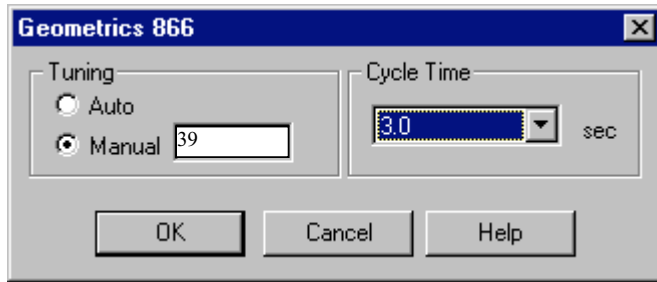 Geometrics 866
Tuning
Auto
Manual 39
Cycle Time
3.0 sec
OK Cancel Help